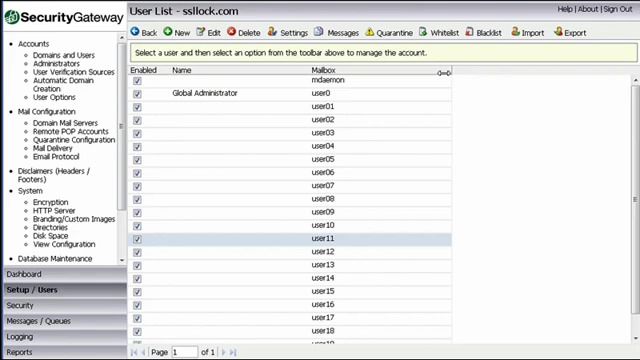 SecurityGateway
User List - ssllock.com
Help | About | Sign Out
Back New Edit Delete Settings Messages Quarantine Whitelist Blacklist Import Export
Select a user and then select an option from the toolbar above to manage the account.
Accounts
Domains and Users
Administrators
User Verification Sources
Automatic Domain
Creation
User Options
Mail Configuration
Domain Mail Servers
Remote POP Accounts
Quarantine Configuration
Mail Delivery
Email Protocol
Disclaimers (Headers /
Footers)
System
Encryption
HTTP Server
Branding/Custom Images
Directories
Disk Space
View Configuration
Database Maintenance
Dashboard
Setup / Users
Security
Messages / Queues
Logging
Reports
Enabled Name Mailbox
mdaemon
Global Administrator user0
user01
user02
user03
user04
user05
user06
user07
user08
user09
user10
user11
user12
user13
user14
user15
user16
user17
user18
Page 1 of 1